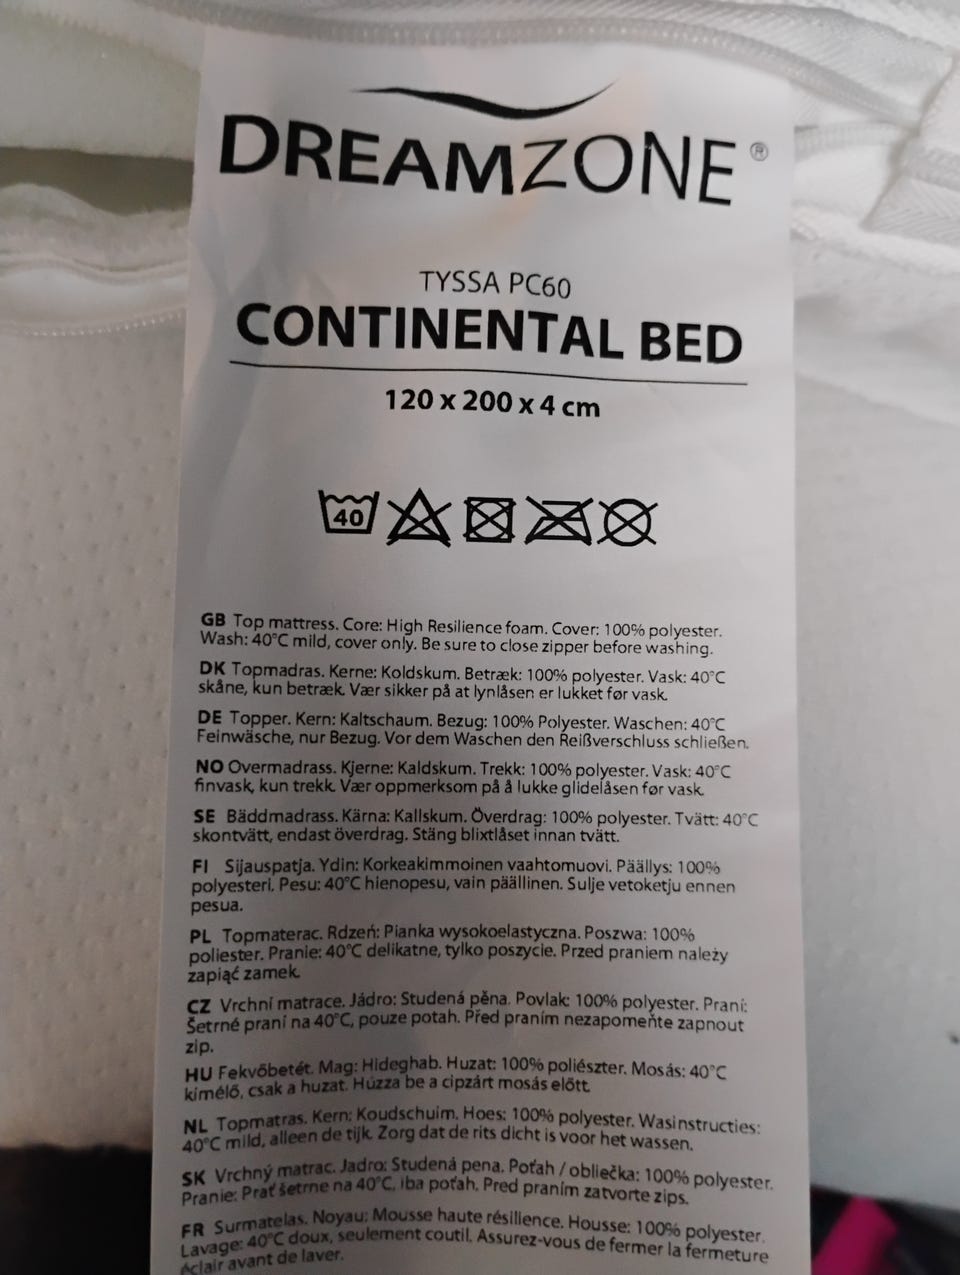 DREAMZONE®
TYSSA PC60
CONTINENTAL BED
120 x 200 x 4 cm
40
GB Top mattress. Core: High Resilience foam. Cover: 100% polyester.
Wash: 40°C mild, cover only. Be sure to close zipper before washing.
DK Topmadras. Kerne: Koldskum. Betræk: 100% polyester. Vask: 40°C
skåne, kun betræk. Vær sikker på at lynlåsen er lukket før vask.
DE Topper. Kern: Kaltschaum. Bezug: 100% Polyester. Waschen: 40°C
Feinwäsche, nur Bezug. Vor dem Waschen den Reißverschluss schließen.
NO Overmadrass. Kjerne: Kaldskum. Trekk: 100% polyester. Vask: 40°C
finvask, kun trekk. Vær oppmerksom på å lukke glidelåsen før vask.
SE Bäddmadrass. Kärna: Kallskum. Överdrag: 100% polyester. Tvätt: 40°C
skontvätt, endast överdrag. Stäng blixtlåset innan tvätt.
FI Sijauspatja. Ydin: Korkeakimmoinen vaahtomuovi. Päällys: 100%
polyesteri. Pesu: 40°C hienopesu, vain päällinen. Sulje vetoketju ennen
pesua.
PL Topmaterac. Rdzeń: Pianka wysokoelastyczna. Poszwa: 100%
poliester. Pranie: 40°C delikatne, tylko poszycie. Przed praniem należy
zapiąć zamek.
CZ Vrchní matrace. Jádro: Studená pěna. Povlak: 100% polyester. Praní:
Šetrné praní na 40°C, pouze potah. Před praním nezapomeňte zapnout
zip.
HU Fekvőbetét. Mag: Hideghab. Huzat: 100% poliészter. Mosás: 40°C
kímélő, csak a huzat. Húzza be a cipzárt mosás előtt.
NL Topmatras. Kern: Koudschuim. Hoes: 100% polyester. Wasinstructies:
40°C mild, alleen de tijk. Zorg dat de rits dicht is voor het wassen.
SK Vrchný matrac. Jadro: Studená pena. Poťah / obliečka: 100% polyester.
Pranie: Prať šetrne na 40°C, iba poťah. Pred praním zatvorte zips.
FR Surmatelas. Noyau: Mousse haute résilience. Housse: 100% polyester.
Lavage: 40°C doux, seulement coutil. Assurez-vous de fermer la fermeture
éclair avant de laver.